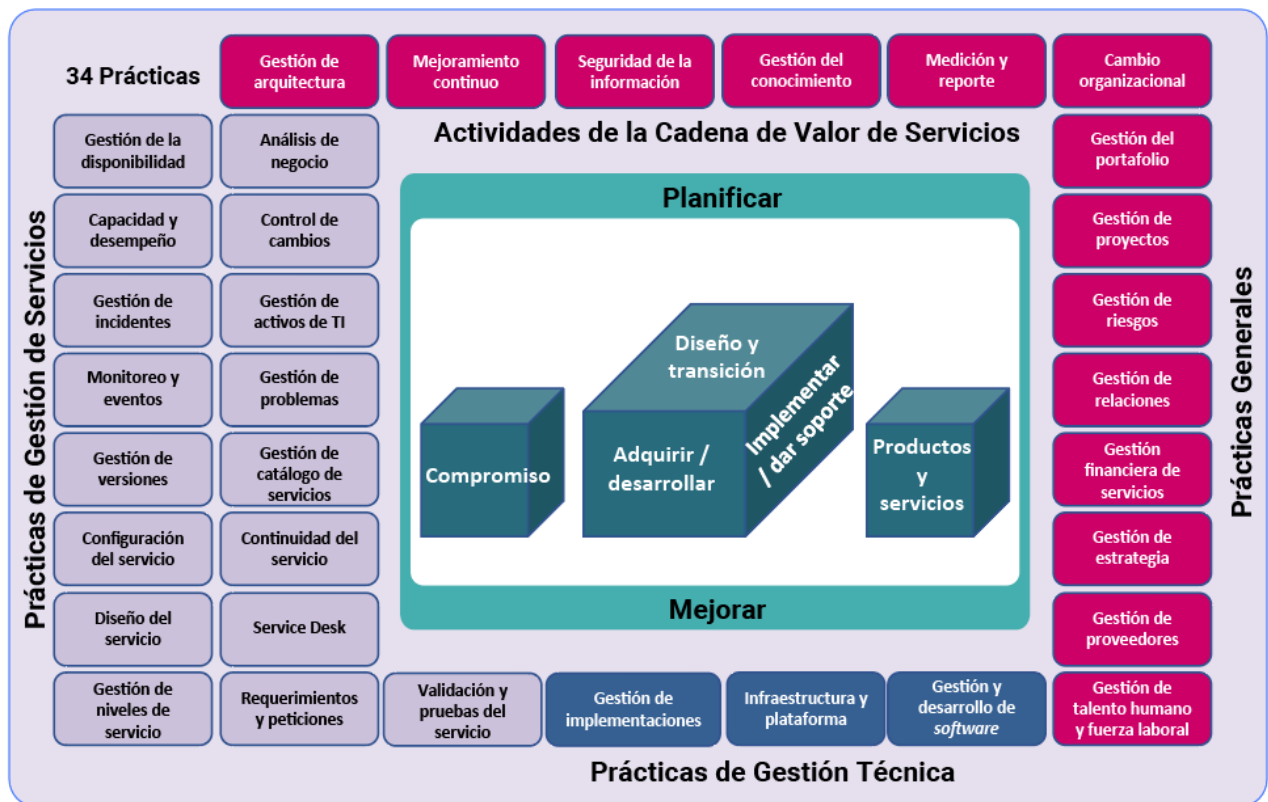 34 Prácticas
Gestión de
arquitectura
Mejoramiento
continuo
Seguridad de la
información
Gestión del
conocimiento
Medición y
reporte
Cambio
organizacional
Prácticas de Gestión de Servicios
Gestión de la
disponibilidad
Análisis de
negocio
Capacidad y
desempeño
Control de
cambios
Gestión de
incidentes
Gestión de
activos de TI
Monitoreo y
eventos
Gestión de
problemas
Gestión de
versiones
Gestión de
catálogo de
servicios
Configuración
del servicio
Continuidad del
servicio
Diseño del
servicio
Service Desk
Gestión de
niveles de
servicio
Requerimientos
y peticiones
Actividades de la Cadena de Valor de Servicios
Planificar
Compromiso
Diseño y
transición
Adquirir /
desarrollar
Implementar
/ dar soporte
Productos
y
servicios
Mejorar
Gestión del
portafolio
Gestión de
proyectos
Gestión de
riesgos
Gestión de
relaciones
Gestión
financiera de
servicios
Gestión de
estrategia
Gestión de
proveedores
Gestión de
talento humano
y fuerza laboral
Prácticas Generales
Validación y
pruebas del
servicio
Gestión de
implementaciones
Infraestructura y
plataforma
Gestión y
desarrollo de
software
Prácticas de Gestión Técnica